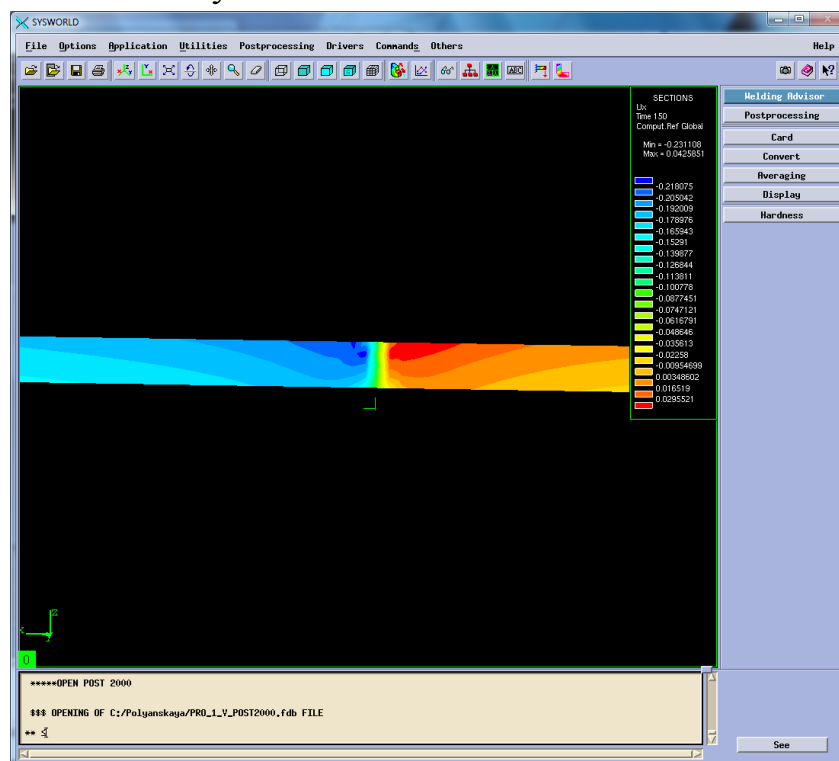 SYSWORLD
File Options Application Utilities Postprocessing Drivers Commands Others Help
ABC
SECTIONS
Ux
Time 150
Comput.Ref Global
Min = -0.231108
Max = 0.0425851
-0.218075
-0.205042
-0.192009
-0.178976
-0.165943
-0.15291
-0.139877
-0.126844
-0.113811
-0.100778
-0.0877451
-0.0747121
-0.0616791
-0.048646
-0.035613
-0.02258
-0.00954699
0.00348602
0.016519
0.0295521
Welding Advisor
Postprocessing
Card
Convert
Averaging
Display
Hardness
z
x
y
0
*****OPEN POST 2000
$$$ OPENING OF C:/Polyanskaya/PRO_1_V_POST2000.fdb FILE
**
See